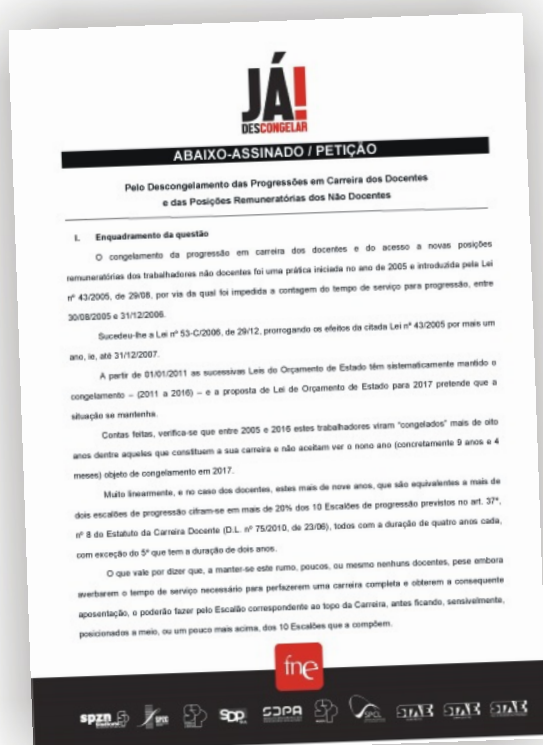 JÁ!
DESCONGELAR
ABAIXO-ASSINADO / PETIÇÃO
Pelo Descongelamento das Progressões em Carreira dos Docentes
e das Posições Remuneratórias dos Não Docentes
I. Enquadramento da questão
O congelamento da progressão em carreira dos docentes e do acesso a novas posições
remuneratórias dos trabalhadores não docentes foi uma prática iniciada no ano de 2005 e introduzida pela Lei
nº 43/2005, de 29/08, por via da qual foi impedida a contagem do tempo de serviço para progressão, entre
30/08/2005 e 31/12/2006.
Sucedeu-lhe a Lei nº 53-C/2006, de 29/12, prorrogando os efeitos da citada Lei nº 43/2005 por mais um
ano, ie, até 31/12/2007.
A partir de 01/01/2011 as sucessivas Leis do Orçamento de Estado têm sistematicamente mantido o
congelamento – (2011 a 2016) – e a proposta de Lei de Orçamento de Estado para 2017 pretende que a
situação se mantenha.
Contas feitas, verifica-se que entre 2005 e 2016 estes trabalhadores viram “congelados” mais de oito
anos dentre aqueles que constituem a sua carreira e não aceitam ver o nono ano (concretamente 9 anos e 4
meses) objeto de congelamento em 2017.
Muito linearmente, e no caso dos docentes, estes mais de nove anos, que são equivalentes a mais de
dois escalões de progressão cifram-se em mais de 20% dos 10 Escalões de progressão previstos no art. 37º,
nº 8 do Estatuto da Carreira Docente (D.L. nº 75/2010, de 23/06), todos com a duração de quatro anos cada,
com exceção do 5º que tem a duração de dois anos.
O que vale por dizer que, a manter-se este rumo, poucos, ou mesmo nenhuns docentes, pese embora
averbarem o tempo de serviço necessário para perfazerem uma carreira completa e obterem a consequente
aposentação, o poderão fazer pelo Escalão correspondente ao topo da Carreira, antes ficando, sensivelmente,
posicionados a meio, ou um pouco mais acima, dos 10 Escalões que a compõem.
fne
spzn SPZC SDP SDPA SPCL STAE STAE STAE